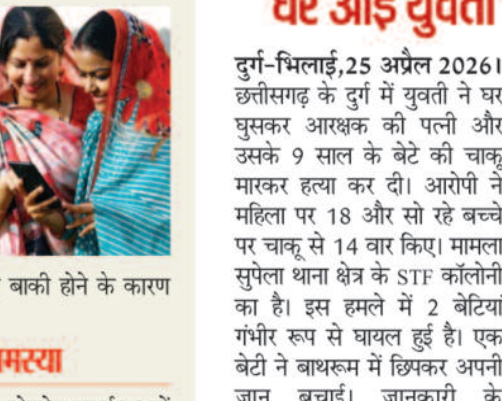 बाकी होने के कारण
मस्या
घर आई युवती
दुर्ग-भिलाई,25 अप्रैल 2026।
छत्तीसगढ़ के दुर्ग में युवती ने घर
घुसकर आरक्षक की पत्नी और
उसके 9 साल के बेटे की चाकू
मारकर हत्या कर दी। आरोपी ने
महिला पर 18 और सो रहे बच्चे
पर चाकू से 14 वार किए। मामला
सुपेला थाना क्षेत्र के STF कॉलोनी
का है। इस हमले में 2 बेटियां
गंभीर रूप से घायल हुई है। एक
बेटी ने बाथरूम में छिपकर अपनी
जान बचाई। जानकारी के